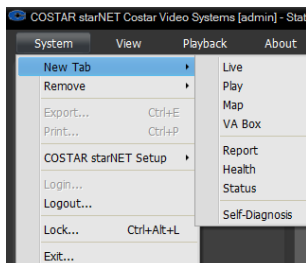 COSTAR starNET Costar Video Systems [admin] - Stat
System View Playback About
New Tab
Remove
Export... Ctrl+E
Print... Ctrl+P
COSTAR starNET Setup
Login...
Logout...
Lock... Ctrl+Alt+L
Exit...
Live
Play
Map
VA Box
Report
Health
Status
Self-Diagnosis